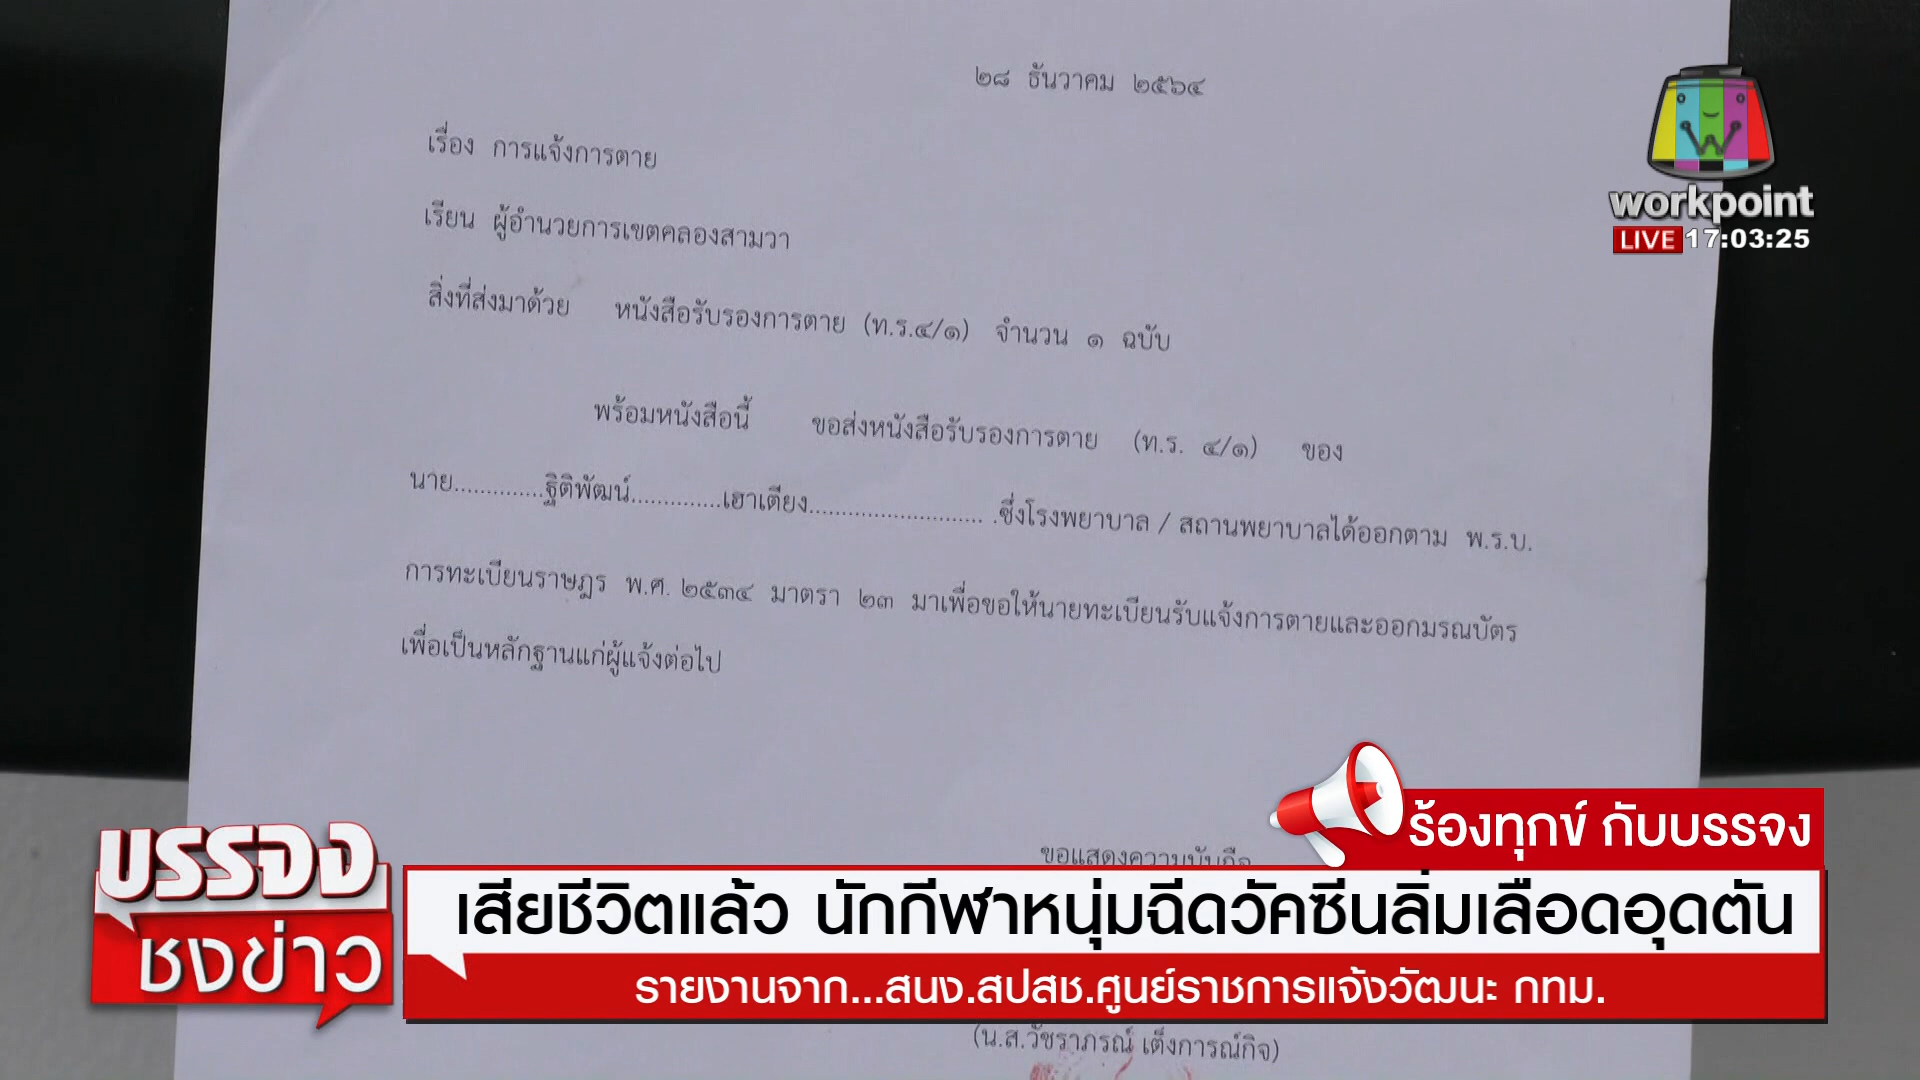 ๒๘ ธันวาคม ๒๕๖๔
workpoint
LIVE 17:03:25
เรื่อง การแจ้งการตาย
เรียน ผู้อำนวยการเขตคลองสามวา
สิ่งที่ส่งมาด้วย หนังสือรับรองการตาย (ท.ร.๔/๑) จำนวน ๑ ฉบับ
พร้อมหนังสือนี้ ขอส่งหนังสือรับรองการตาย (ท.ร. ๔/๑) ของ
นาย..............ฐิติพัฒน์..............เฮาเตียง........................... .ซึ่งโรงพยาบาล / สถานพยาบาลได้ออกตาม พ.ร.บ.
การทะเบียนราษฎร พ.ศ. ๒๕๓๔ มาตรา ๒๓ มาเพื่อขอให้นายทะเบียนรับแจ้งการตายและออกมรณบัตร
เพื่อเป็นหลักฐานแก่ผู้แจ้งต่อไป
ร้องทุกข์ กับบรรจง
ขอแสดงความนับถือ
บรรจง
ชงข่าว
เสียชีวิตแล้ว นักกีฬาหนุ่มฉีดวัคซีนลิ่มเลือดอุดตัน
รายงานจาก...สนง.สปสช.ศูนย์ราชการแจ้งวัฒนะ กทม.
(น.ส.วัชราภรณ์ เต็งการณ์กิจ)